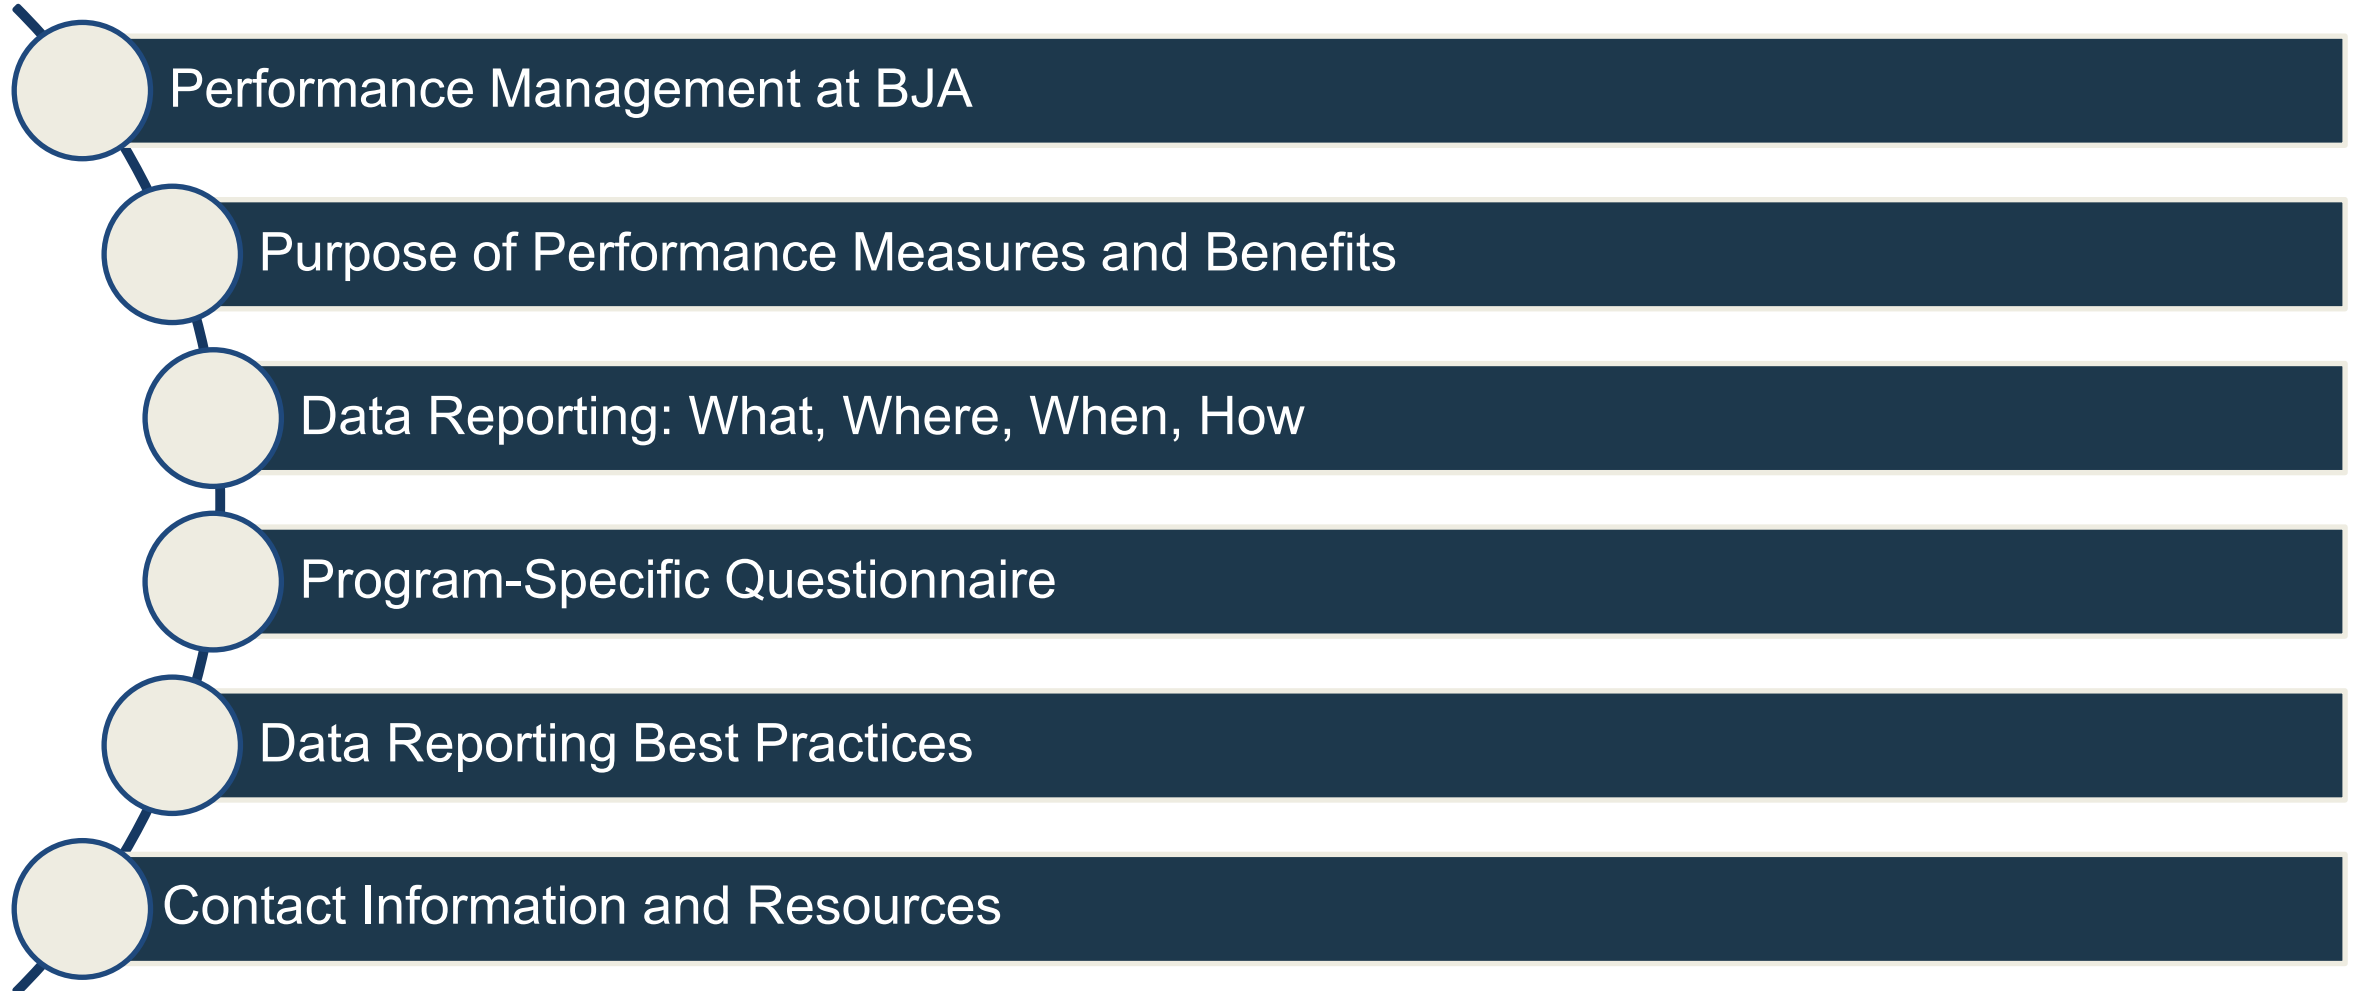 Performance Management at BJA
Purpose of Performance Measures and Benefits
Data Reporting: What, Where, When, How
Program-Specific Questionnaire
Data Reporting Best Practices
Contact Information and Resources